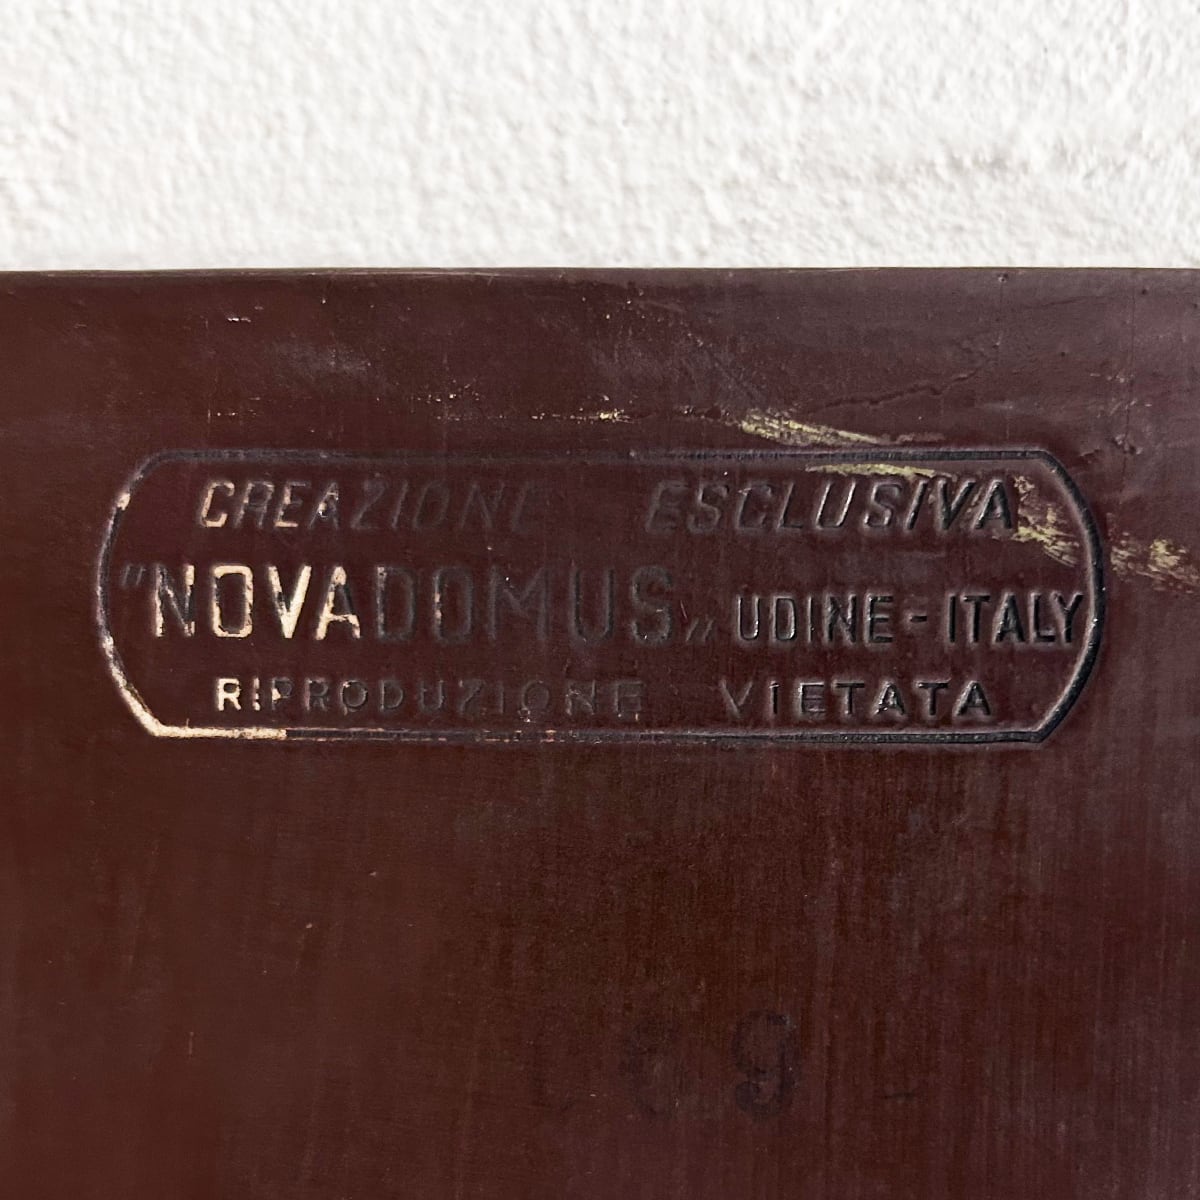 CREAZIONE ESCLUSIVA
"NOVADOMUS„ UDINE-ITALY
RIPRODUZIONE VIETATA